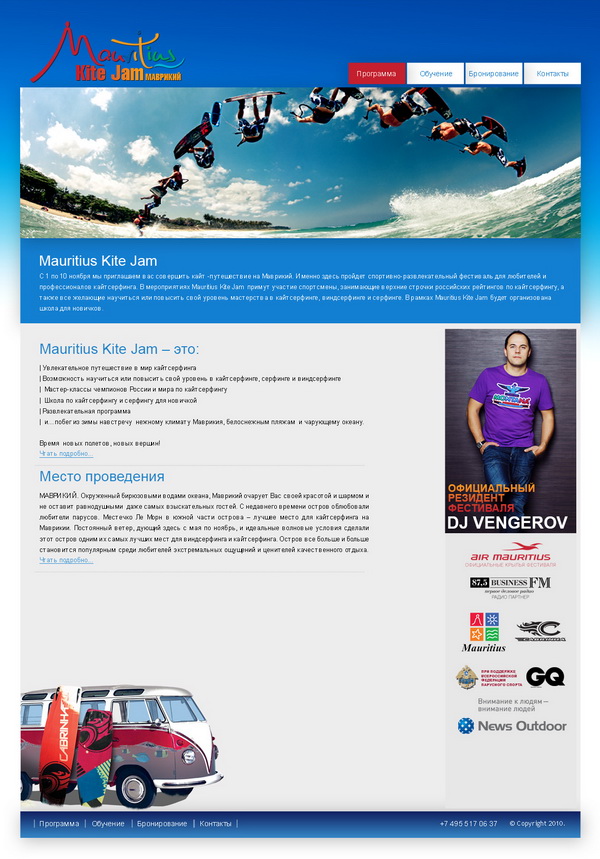 Mauritius
Kite Jam МАВРИКИЙ
Программа
Обучение
Бронирование
Контакты
Mauritius Kite Jam
С 1 по 10 ноября мы приглашаем вас совершить кайт -путешествие на Маврикий. Именно здесь пройдет спортивно-развлекательный фестиваль для любителей и
профессионалов кайтсерфинга. В мероприятиях Mauritius Kite Jam примут участие спортсмены, занимающие верхние строчки российских рейтингов по кайтсерфингу, а
также все желающие научиться или повысить свой уровень мастерства в кайтсерфинге, виндсерфинге и серфинге. В рамках Mauritius Kite Jam будет организована
школа для новичков.
Mauritius Kite Jam – это:
| Увлекательное путешествие в мир кайтсерфинга
| Возможность научиться или повысить свой уровень в кайтсерфинге, серфинге и виндсерфинге
| Мастер-классы чемпионов России и мира по кайтсерфингу
| Школа по кайтсерфингу и серфингу для новичкой
| Развлекательная программа
| и...побег из зимы навстречу нежному климату Маврикия, белоснежным пляжам и чарующему океану.
Время новых полетов, новых вершин!
Чтать подробно...
Место проведения
МАВРИКИЙ. Окруженный бирюзовыми водами океана, Маврикий очарует Вас своей красотой и шармом и
не оставит равнодушными даже самых взыскательных гостей. С недавнего времени остров облюбовали
любители парусов. Местечко Ле Морн в южной части острова – лучшее место для кайтсерфинга на
Маврикии. Постоянный ветер, дующий здесь с мая по ноябрь, и идеальные волновые условия сделали
этот остров одним их самых лучших мест для виндсерфинга и кайтсерфинга. Остров все больше и больше
становится популярным среди любителей экстремальных ощущений и ценителей качественного отдыха.
Чтать подробно...
ОФИЦИАЛЬНЫЙ
РЕЗИДЕНТ
ФЕСТИВАЛЯ
DJ VENGEROV
AIR MAURITIUS
ОФИЦИАЛЬНЫЕ КРЫЛЬЯ ФЕСТИВАЛЯ
87,5 BUSINESS FM
первое деловое радио
РАДИО ПАРТНЕР
Mauritius
CABRINHA
ПРИ ПОДДЕРЖКЕ
ВСЕРОССИЙСКОЙ
ФЕДЕРАЦИИ
ПАРУСНОГО СПОРТА
GQ
Внимание к людям –
внимание людей
News Outdoor
CABRINHA
| Программа | Обучение | Бронирование | Контакты |
+7 495 517 06 37
© Copyright 2010.